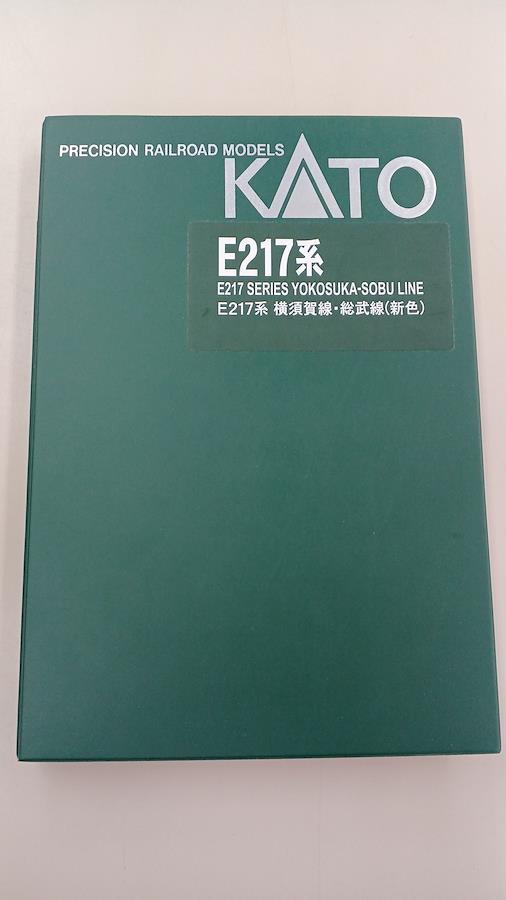 PRECISION RAILROAD MODELS
KATO
E217系
E217 SERIES YOKOSUKA-SOBU LINE
E217系 横須賀線・総武線(新色)